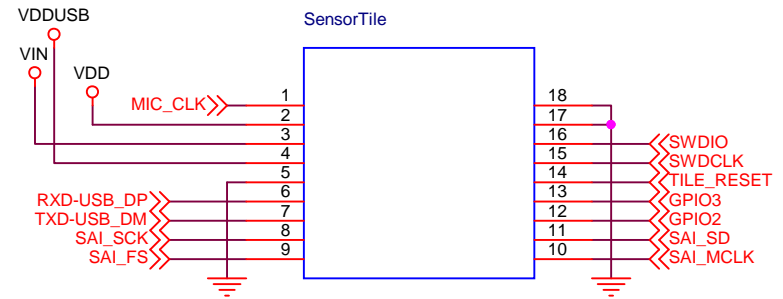 VDDUSB
SensorTile
VIN
VDD
MIC_CLK
1
18
2
17
3
16
SWDIO
4
15
SWDCLK
5
14
TILE_RESET
RXD-USB_DP
6
13
GPIO3
TXD-USB_DM
7
12
GPIO2
SAI_SCK
8
11
SAI_SD
SAI_FS
9
10
SAI_MCLK